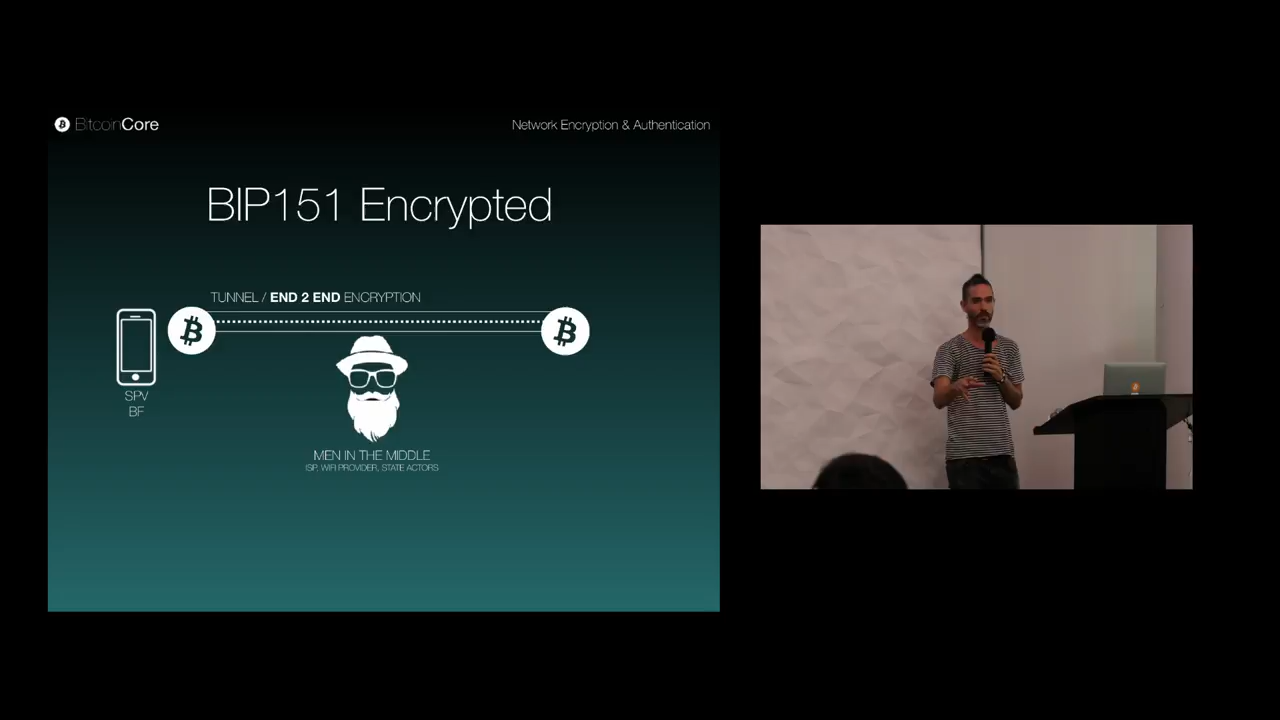 BitcoinCore
Network Encryption & Authentication
BIP151 Encrypted
TUNNEL / END 2 END ENCRYPTION
SPV
BF
MEN IN THE MIDDLE
ISP, WIFI PROVIDER, STATE ACTORS